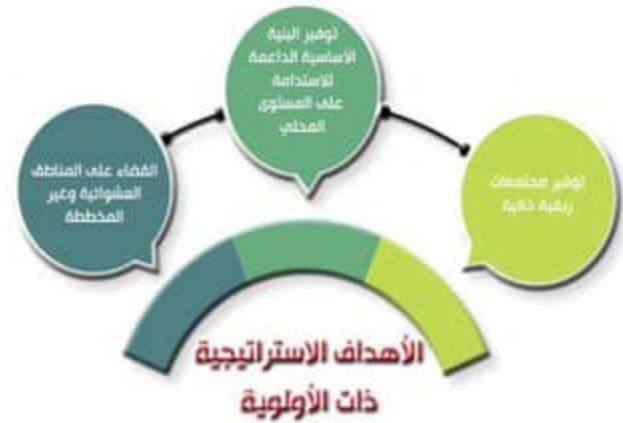 توفير مجتمعات
ريفية ذكية
توفير البنية
الأساسية الداعمة
للاستدامة
على المستوى
المحلي
القضاء على المناطق
العشوائية وغير
المخططة
الأهداف الاستراتيجية
ذات الأولوية